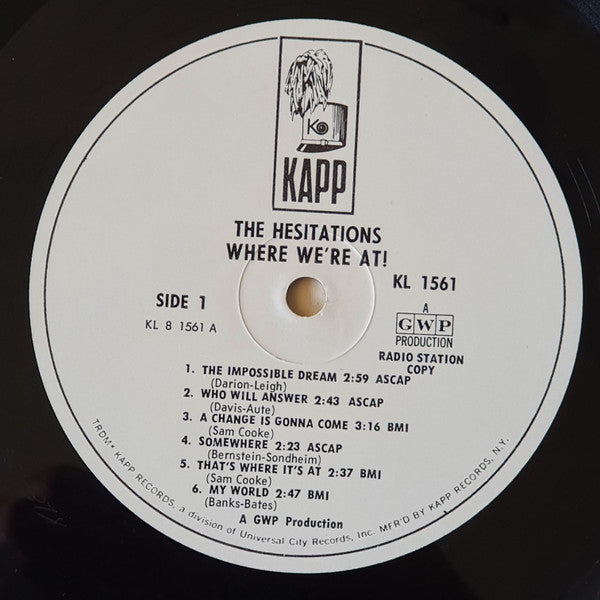 K
KAPP
THE HESITATIONS
WHERE WE'RE AT!
KL 1561
SIDE 1
KL 8 1561 A
A
GWP
PRODUCTION
RADIO STATION
COPY
1. THE IMPOSSIBLE DREAM 2:59 ASCAP
(Darion-Leigh)
2. WHO WILL ANSWER 2:43 ASCAP
(Davis-Aute)
3. A CHANGE IS GONNA COME 3:16 BMI
(Sam Cooke)
4. SOMEWHERE 2:23 ASCAP
(Bernstein-Sondheim)
5. THAT'S WHERE IT'S AT 2:37 BMI
(Sam Cooke)
6. MY WORLD 2:47 BMI
(Banks-Bates)
A GWP Production
TRDM* KAPP RECORDS, a division of Universal City Records, Inc. MFR'D BY KAPP RECORDS, N.Y.